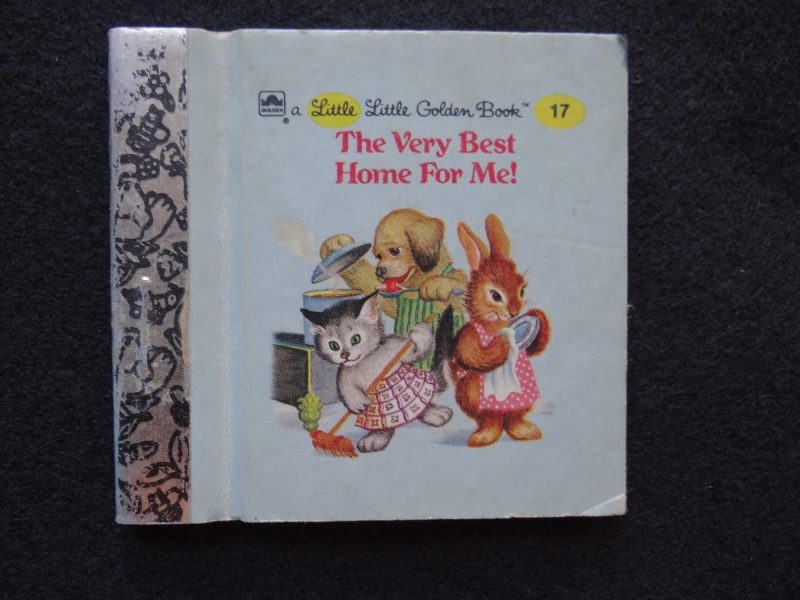 GOLDEN ® a Little Little Golden Book™ 17
The Very Best
Home For Me!